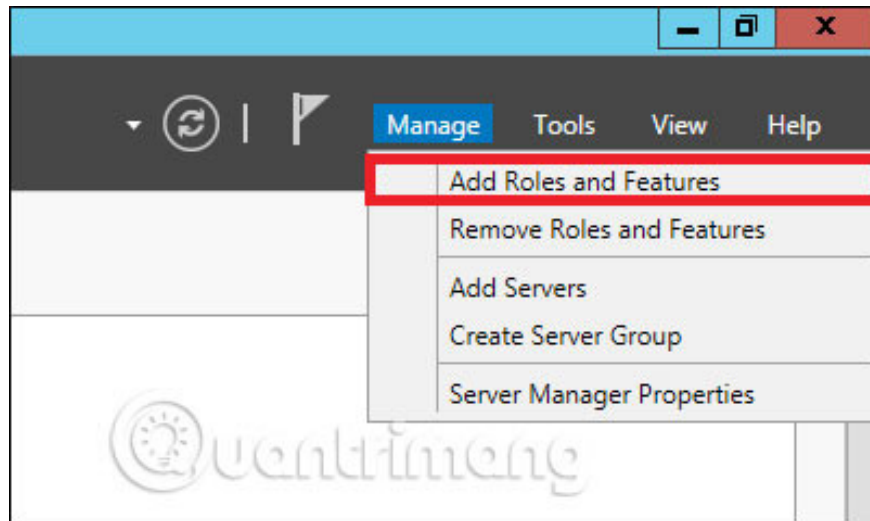 Manage Tools View Help
Add Roles and Features
Remove Roles and Features
Add Servers
Create Server Group
Server Manager Properties
Quantrimang